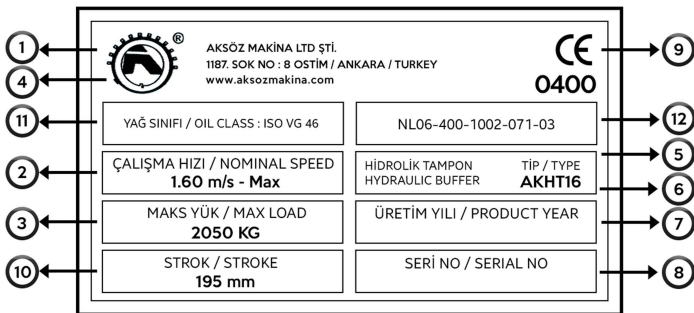 1
9
®
AKSÖZ MAKİNA LTD ŞTİ.
1187. SOK NO : 8 OSTİM / ANKARA / TURKEY
www.aksozmakina.com
CE
0400
4
11
YAĞ SINIFI / OIL CLASS : ISO VG 46
NL06-400-1002-071-03
12
5
2
ÇALIŞMA HIZI / NOMINAL SPEED
1.60 m/s - Max
HİDROLİK TAMPON
HYDRAULIC BUFFER
TİP / TYPE
AKHT16
6
3
MAKS YÜK / MAX LOAD
2050 KG
ÜRETİM YILI / PRODUCT YEAR
7
10
STROK / STROKE
195 mm
SERİ NO / SERIAL NO
8